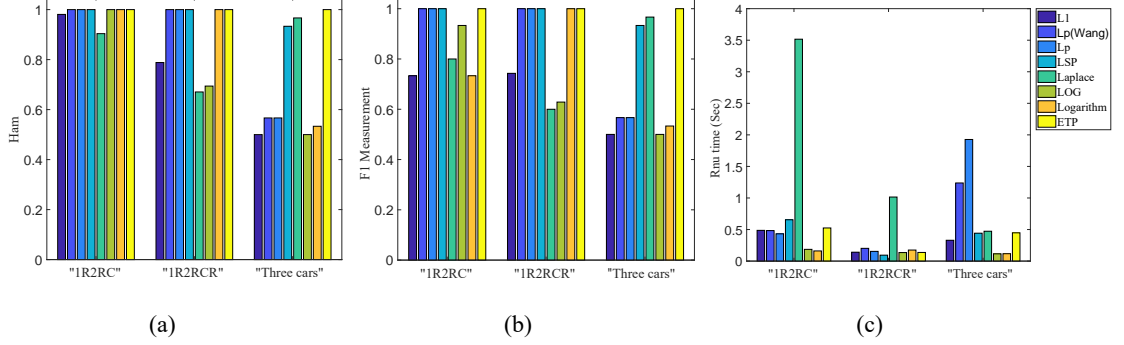 Ham
1
0.8
0.6
0.4
0.2
0
"1R2RC"
"1R2RCR"
"Three cars"
(a)
F1 Measurement
1
0.8
0.6
0.4
0.2
0
"1R2RC"
"1R2RCR"
"Three cars"
(b)
Rnu time (Sec)
4
3.5
3
2.5
2
1.5
1
0.5
0
"1R2RC"
"1R2RCR"
"Three cars"
(c)
L1
Lp(Wang)
Lp
LSP
Laplace
LOG
Logarithm
ETP